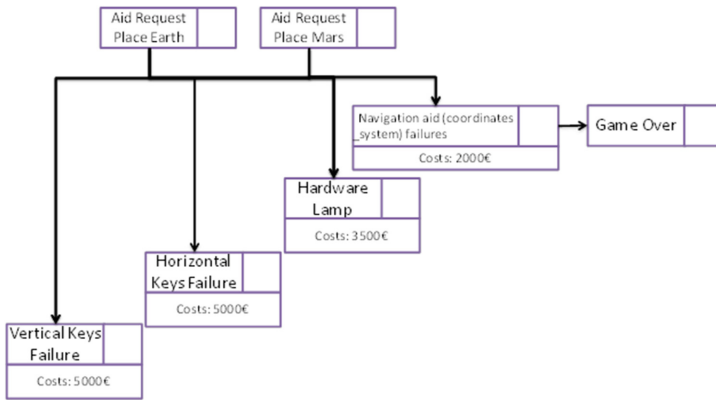 Aid Request
Place Earth
Aid Request
Place Mars
Navigation aid (coordinates
_system) failures
Costs: 2000€
Game Over
Hardware
Lamp
Costs: 3500€
Horizontal
Keys Failure
Costs: 5000€
Vertical Keys
Failure
Costs: 5000€